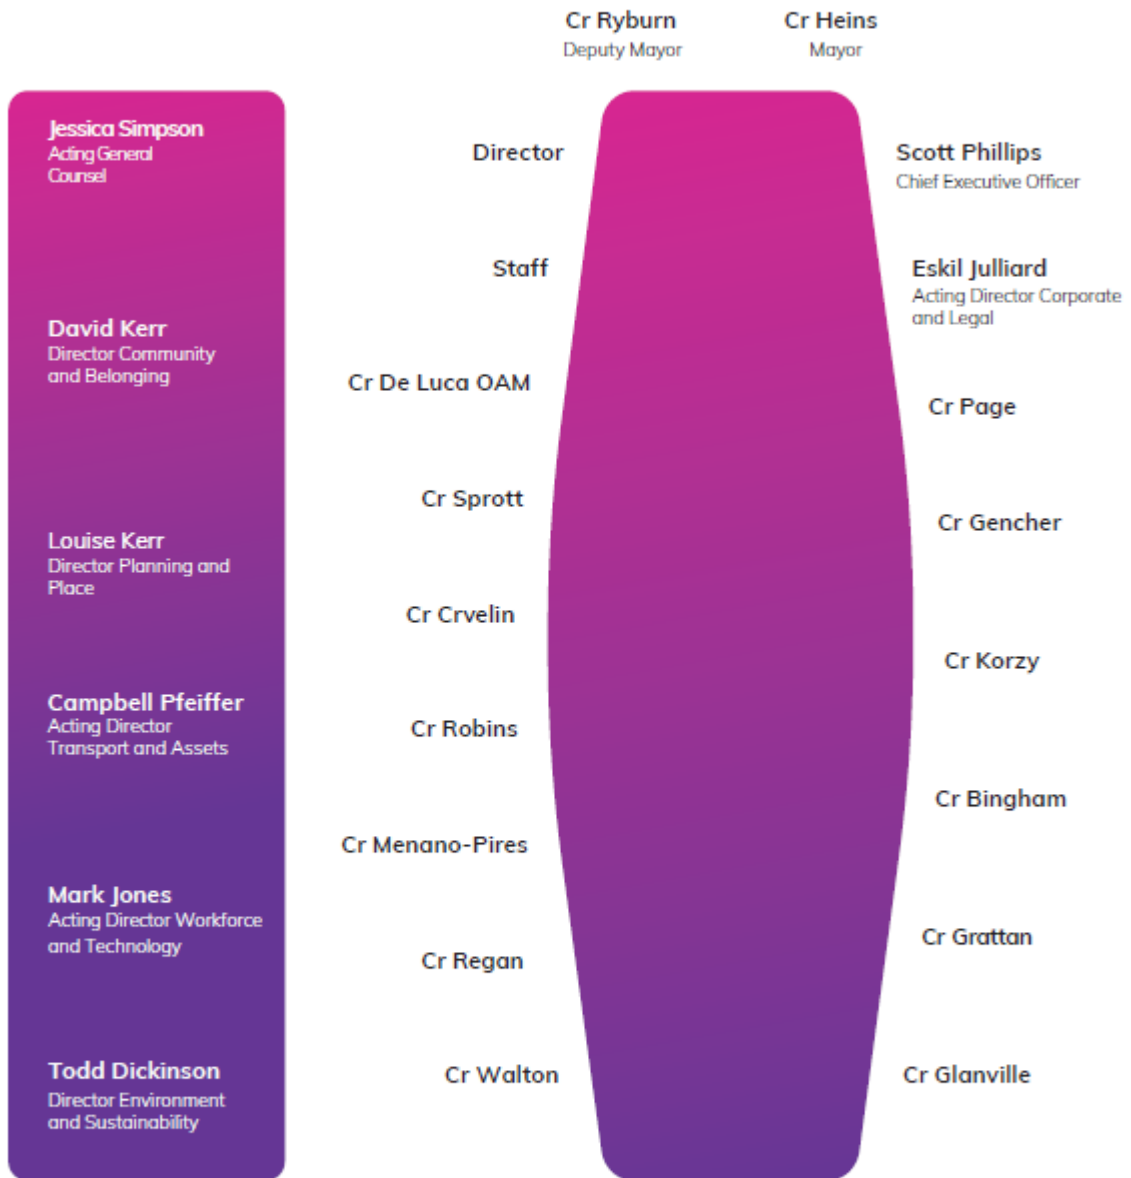 Cr Ryburn
Deputy Mayor
Cr Heins
Mayor
Jessica Simpson
Acting General
Counsel
David Kerr
Director Community
and Belonging
Louise Kerr
Director Planning and
Place
Campbell Pfeiffer
Acting Director
Transport and Assets
Mark Jones
Acting Director Workforce
and Technology
Todd Dickinson
Director Environment
and Sustainability
Director
Staff
Cr De Luca OAM
Cr Sprott
Cr Crvelin
Cr Robins
Cr Menano-Pires
Cr Regan
Cr Walton
Scott Phillips
Chief Executive Officer
Eskil Julliard
Acting Director Corporate
and Legal
Cr Page
Cr Gencher
Cr Korzy
Cr Bingham
Cr Grattan
Cr Glanville